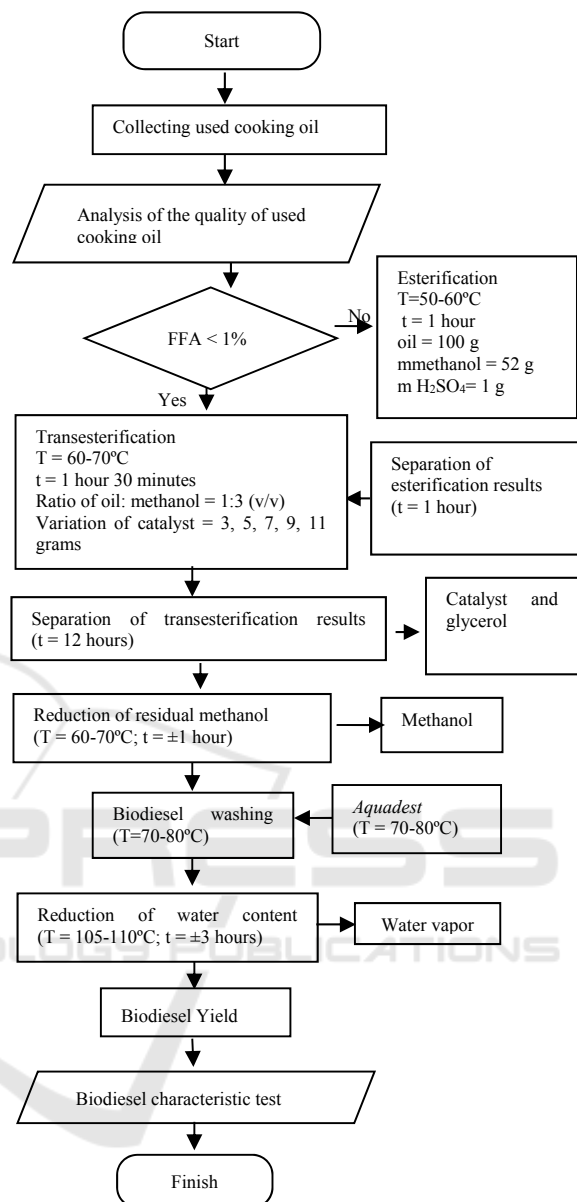 Start
Collecting used cooking oil
Analysis of the quality of used
cooking oil
FFA < 1%
No
Esterification
T=50-60ºC
t = 1 hour
oil = 100 g
mmethanol = 52 g
m H₂SO₄= 1 g
Yes
Transesterification
T = 60-70ºC
t = 1 hour 30 minutes
Ratio of oil: methanol = 1:3 (v/v)
Variation of catalyst = 3, 5, 7, 9, 11
grams
Separation of
esterification results
(t = 1 hour)
Separation of transesterification results
(t = 12 hours)
Catalyst and
glycerol
Reduction of residual methanol
(T = 60-70ºC; t = ±1 hour)
Methanol
Biodiesel washing
(T=70-80ºC)
Aquadest
(T = 70-80ºC)
Reduction of water content
(T = 105-110ºC; t = ±3 hours)
Water vapor
Biodiesel Yield
Biodiesel characteristic test
Finish
PRESS
OLOGY PUBLICATIONS